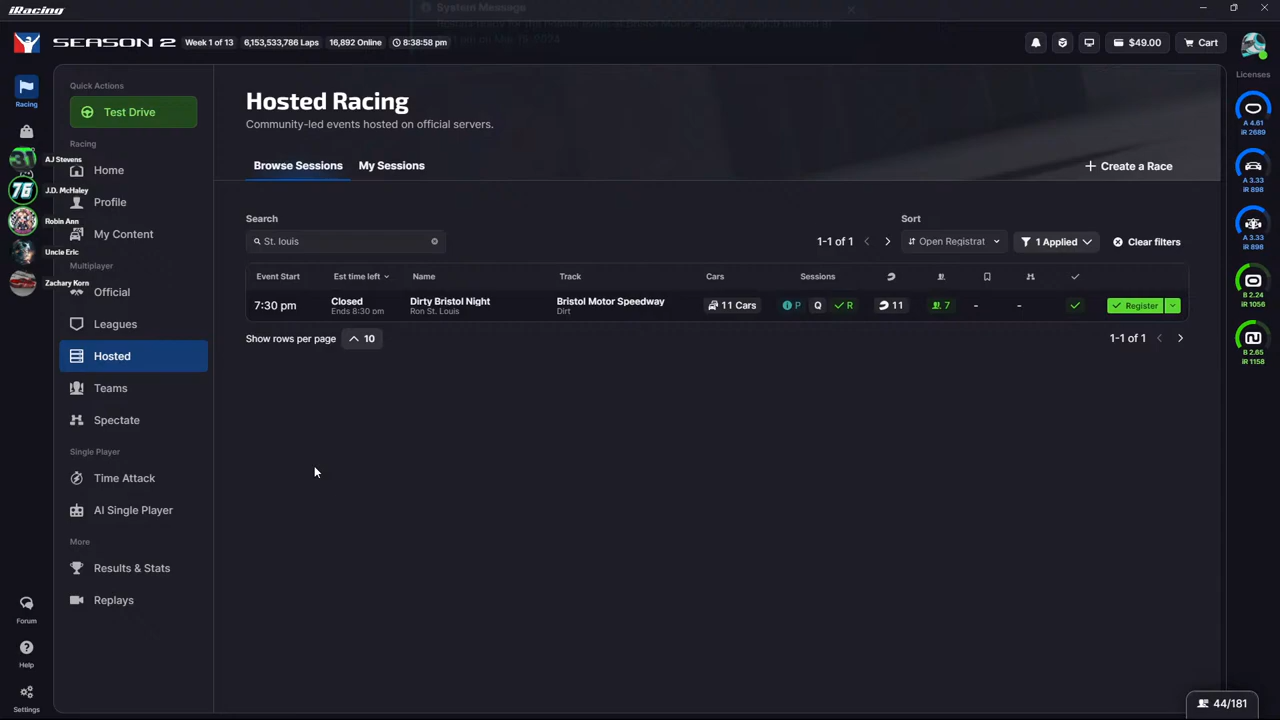 iRacing
System Message
SEASON 2
Week 1 of 13
6,153,533,786 Laps
16,892 Online
8:38:58 pm
$49.00
Cart
Racing
Quick Actions
Test Drive
Racing
Home
Profile
My Content
Multiplayer
Official
Leagues
Hosted
Teams
Spectate
Single Player
Time Attack
AI Single Player
More
Results & Stats
Replays
31
AJ Stevens
76
J.D. McHaley
Robin Ann
Uncle Eric
Zachary Korn
Forum
Help
Settings
Hosted Racing
Community-led events hosted on official servers.
Browse Sessions
My Sessions
Create a Race
Search
St. louis
Sort
1-1 of 1
Open Registrat
1 Applied
Clear filters
Event Start
Est time left
Name
Track
Cars
Sessions
7:30 pm
Closed
Ends 8:30 pm
Dirty Bristol Night
Ron St. Louis
Bristol Motor Speedway
Dirt
11 Cars
P
Q
R
11
7
-
-
Register
Show rows per page
10
1-1 of 1
Licenses
A 4.61
iR 2689
A 3.33
iR 898
A 3.33
iR 898
B 2.24
iR 1056
B 2.65
iR 1158
44/181